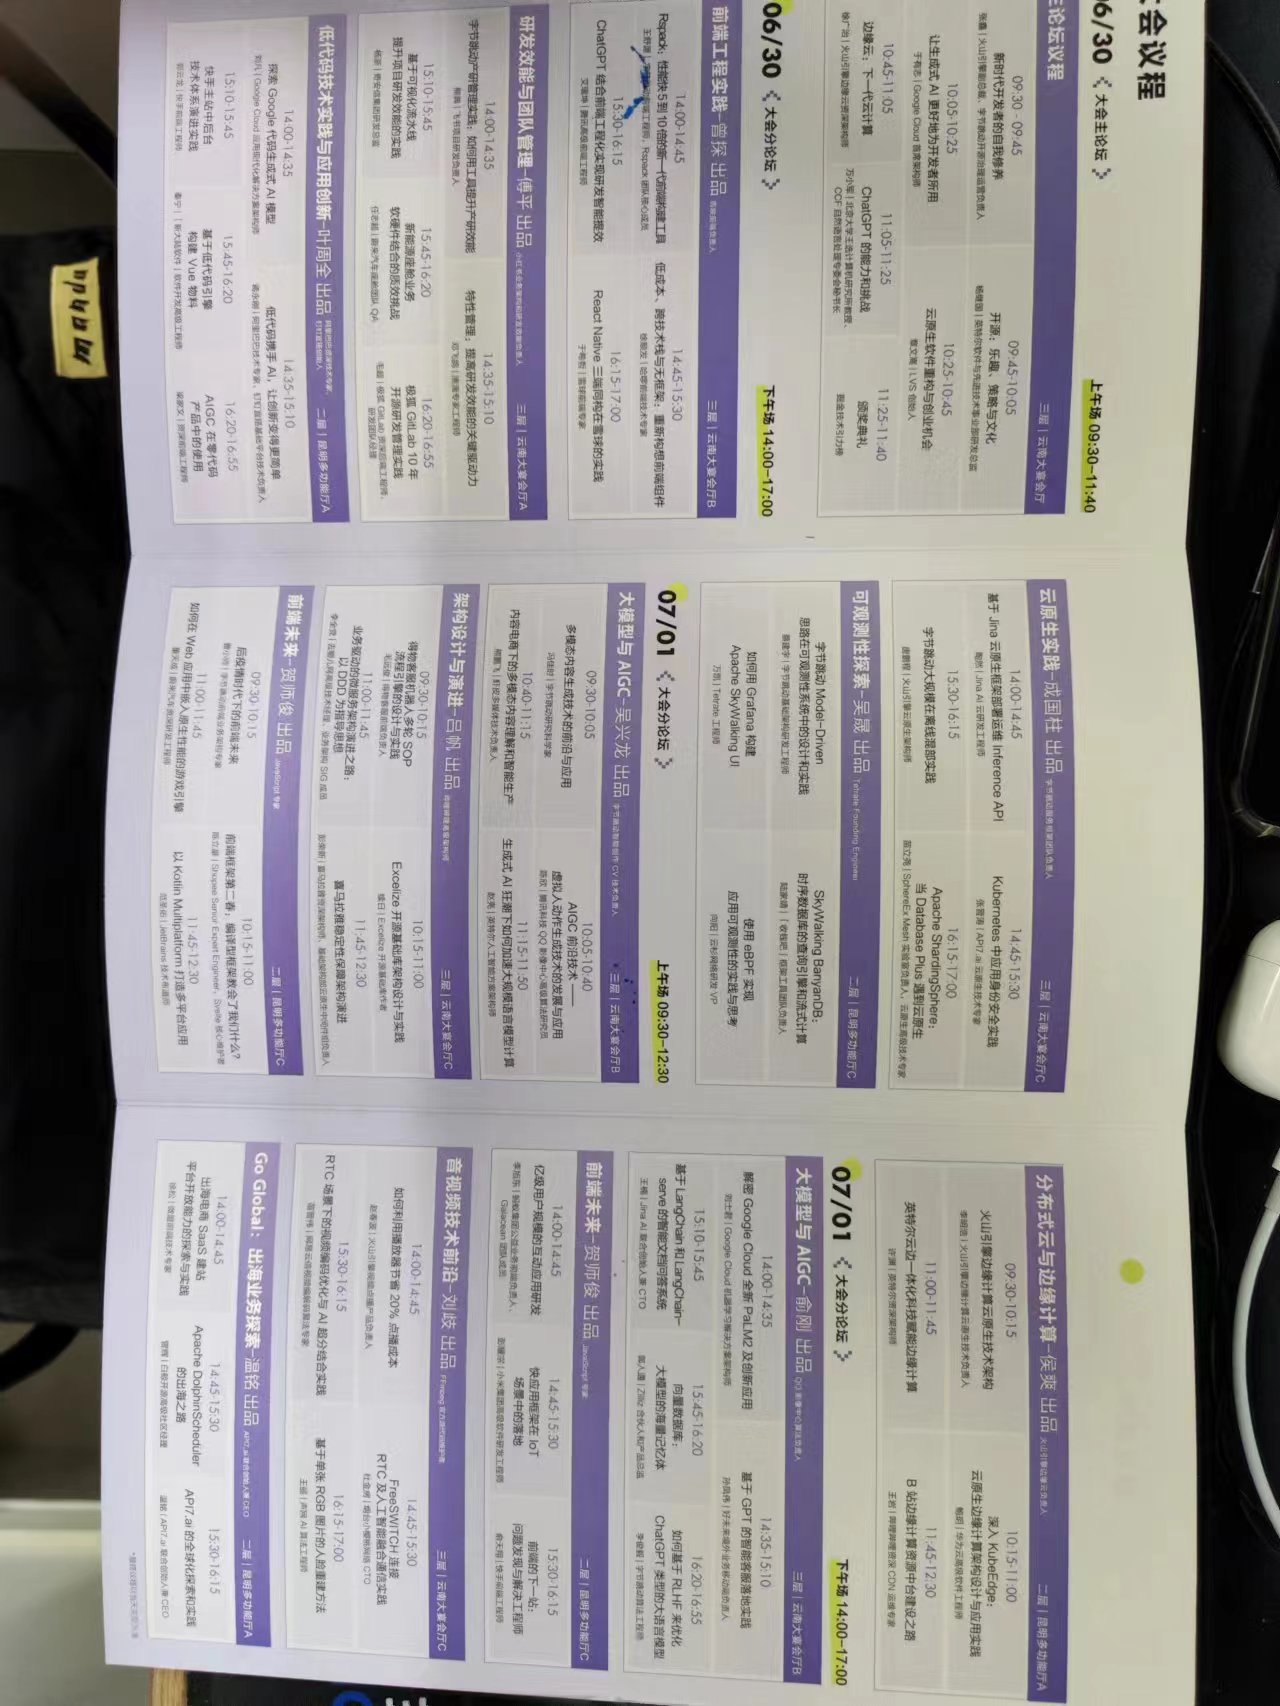 大会议程
06/30 大会主论坛
上午场 09:30-11:40
主论坛议程 三层 | 云南大宴会厅
09:30 - 09:45
新时代开发者的自我修养
张鑫 | 火山引擎副总裁、字节跳动开源治理运营负责人
09:45-10:05
开源：乐趣、策略与文化
杨继国 | 英特尔软件与先进技术事业部研发总监
10:05-10:25
让生成式 AI 更好地为开发者所用
于有志 | Google Cloud 首席架构师
10:25-10:45
云原生软件重构与创业机会
章文嵩 | LVS 创始人
10:45-11:05
边缘云：下一代云计算
徐广治 | 火山引擎边缘云资深架构师
11:05-11:25
ChatGPT 的能力和挑战
万小军 | 北京大学王选计算机研究所教授、
CCF 自然语言处理专委会秘书长
11:25-11:40
颁奖典礼
掘金技术引力榜
06/30 大会分论坛
下午场 14:00-17:00
前端工程实践-曾探 出品 三层 | 云南大宴会厅B
14:00-14:45
Rspack：性能快 5 到 10 倍的新一代前端构建工具
Rspack 团队核心成员
14:45-15:30
低成本、跨技术栈与无框架：重新构想前端组件
徐顺发 | 哈啰前端技术专家
15:30-16:15
ChatGPT 结合前端工程化实现研发智能提效
文瑞坤 | 腾讯高级前端工程师
16:15-17:00
React Native 三端同构在雪球的实践
于希哲 | 雪球前端专家
研发效能与团队管理-傅平 出品 小红书业务架构和研发效能负责人 三层 | 云南大宴会厅A
14:00-14:35
字节跳动产研管理实践：如何用工具提升产研效能
熊典 | 飞书项目研发负责人
14:35-15:10
特性管理：提高研发效能的关键驱动力
15:10-15:45
基于可视化流水线
提升项目研发效能的实践
杨添 | 奇安信集团研发总监
15:45-16:20
新能源座舱业务
软硬件结合的质效挑战
任志超 | 蔚来汽车座舱团队 QA
16:20-16:55
极狐 GitLab 10 年
开源研发管理实践
毛超 | 极狐 GitLab 资深后端工程师、
研发团队经理
低代码技术实践与应用创新-叶周全 出品 阿里巴巴资深技术专家、
钉钉宜搭创始人 二层 | 昆明多功能厅A
14:00-14:35
探索 Google 代码生成式 AI 模型
刘凡 | Google Cloud 应用现代化解决方案架构师
14:35-15:10
低代码携手 AI，让创新变得更简单
蒋永刚 | 阿里巴巴技术专家、钉钉宜搭基础平台技术负责人
15:10-15:45
快手主站中后台
技术体系演进实践
郭云龙 | 快手前端工程师
15:45-16:20
基于低代码引擎
构建 Vue 物料
秦宁 |「新大陆软件」软件开发高级工程师
16:20-16:55
AIGC 在零代码
产品中的使用
梁家文 | 资深前端工程师
云原生实践-成国柱 出品 字节跳动服务框架团队负责人 三层 | 云南大宴会厅C
14:00-14:45
基于 Jina 云原生框架部署运维 Inference API
陶然 | Jina AI 云研发工程师
14:45-15:30
Kubernetes 中应用身份安全实践
张晋涛 | API7.ai 云原生技术专家
15:30-16:15
字节跳动大规模在离线混部实践
唐鹏程 | 火山引擎云原生架构师
16:15-17:00
Apache ShardingSphere：
当 Database Plus 遇到云原生
苗立尧 | SphereEx Mesh 实验室负责人，云原生高级技术专家
可观测性探索-吴晟 出品 Tetrate Founding Engineer 二层 | 昆明多功能厅C
字节跳动 Model-Driven
思路在可观测性系统中的设计和实践
蔡建宇 | 字节跳动基础架构研发工程师
SkyWalking BanyanDB：
时序数据库的查询引擎和流式计算
陆家靖 |「收钱吧」框架工具团队负责人
如何用 Grafana 构建
Apache SkyWalking UI
万凯 | Tetrate 工程师
使用 eBPF 实现
应用可观测性的实践与思考
向阳 | 云杉网络研发 VP
07/01 大会分论坛
上午场 09:30-12:30
大模型与 AIGC-吴兴龙 出品 字节跳动智能创作 CV 技术负责人 三层 | 云南大宴会厅B
09:30-10:05
多模态内容生成技术的前沿与应用
冯佳时 | 字节跳动研究科学家
10:05-10:40
AIGC 前沿技术 ——
虚拟人动作生成技术的发展与应用
陈欣 | 腾讯科技 QQ 影像中心高级算法研究员
10:40-11:15
内容电商下的多模态内容理解和智能生产
熊鹏飞 | 虾皮多媒体技术负责人
11:15-11:50
生成式 AI 狂潮下如何加速大规模语言模型计算
赵亮 | 英特尔人工智能方案架构师
架构设计与演进-吕帆 出品 哔哩哔哩高级架构师 三层 | 云南大宴会厅C
09:30-10:15
得物客服机器人多轮 SOP
流程引擎的设计与实践
毛远俊 | 得物客服前端负责人
10:15-11:00
Excelize 开源基础库架构设计与实践
续日 | Excelize 开源基础库作者
11:00-11:45
业务驱动的微服务架构演进之路：
以 DDD 为指导思想
李全党 | 去哪儿网高级技术经理、业务架构 SIG 成员
11:45-12:30
喜马拉雅稳定性保障架构演进
彭荣新 | 喜马拉雅资深架构师、基础架构部云原生中间件组负责人
前端未来-贺师俊 出品 JavaScript 专家 二层 | 昆明多功能厅C
09:30-10:15
后疫情时代下的前端未来
曹小帅 | 字节跳动前端业务架构专家
10:15-11:00
前端框架第二春：编译型框架教会了我们什么？
陈立豪 | Shopee Senior Expert Engineer、Svelte 核心维护者
11:00-11:45
如何在 Web 应用中嵌入原生性能的游戏引擎
董天成 | 蔚来汽车资深研发工程师
11:45-12:30
以 Kotlin Multiplatform 打造多平台应用
范圣佑 | JetBrains 技术布道师
分布式云与边缘计算-侯爽 出品 火山引擎边缘云负责人 二层 | 昆明多功能厅A
09:30-10:15
火山引擎边缘计算云原生技术架构
李明浩 | 火山引擎边缘计算云原生技术负责人
10:15-11:00
深入 KubeEdge：
云原生边缘计算架构设计与应用实践
鲍玥 | 华为云高级软件工程师
11:00-11:45
英特尔云边一体化科技赋能边缘计算
许渊 | 英特尔资深架构师
11:45-12:30
B 站边缘计算资源中台建设之路
王岩 | 哔哩哔哩资深 CDN 运维专家
07/01 大会分论坛
下午场 14:00-17:00
大模型与 AIGC-俞刚 出品 QQ 影像中心算法负责人 三层 | 云南大宴会厅B
14:00-14:35
解密 Google Cloud 全新 PaLM2 及创新应用
刘士君 | Google Cloud 机器学习解决方案架构师
14:35-15:10
基于 GPT 的智能客服落地实践
孙凤伟 | 好未来境外业务移动端负责人
15:10-15:45
基于 LangChain 和 LangChain-
serve 的智能文档问答系统
王楠 | Jina AI 联合创始人兼 CTO
15:45-16:20
向量数据库：
大模型的海量记忆体
郭人通 | Zilliz 合伙人和产品总监
16:20-16:55
如何基于 RLHF 来优化
ChatGPT 类型的大语言模型
李俊毅 | 字节跳动算法工程师
前端未来-贺师俊 出品 JavaScript 专家 二层 | 昆明多功能厅C
14:00-14:45
亿级用户规模的互动应用研发
李旭东 | 蚂蚁集团公益业务前端负责人、
Galacean 团队成员
14:45-15:30
快应用框架在 IoT
场景中的落地
彭耀宗 | 小米集团高级软件研发工程师
15:30-16:15
前端的下一站：
问题发现与解决工程师
俞天翔 | 快手前端工程师
音视频技术前沿-刘歧 出品 FFmpeg 官方源代码维护者 三层 | 云南大宴会厅C
14:00-14:45
如何利用播放器节省 20% 点播成本
赵春波 | 火山引擎视频点播产品负责人
14:45-15:30
FreeSWITCH 连接
RTC 及人工智能融合通信实践
杜金房 | 烟台小樱桃网络 CTO
15:30-16:15
RTC 场景下的视频编码优化与 AI 超分结合实践
网易云信视频编解码算法专家
16:15-17:00
基于单张 RGB 图片的人脸重建方法
王丽 | 声网 AI 算法工程师
Go Global：出海业务探索-温铭 出品 API7.ai 联合创始人兼 CEO 二层 | 昆明多功能厅A
14:00-14:45
出海电商 SaaS 建站
平台开放能力的探索与实践
徐松 | 微盟前端技术专家
14:45-15:30
Apache DolphinScheduler
的出海之路
曾辉 | 白鲸开源高级社区经理
15:30-16:15
API7.ai 的全球化探索和实践
温铭 | API7.ai 联合创始人兼 CEO
*最终议程以当天实际为准